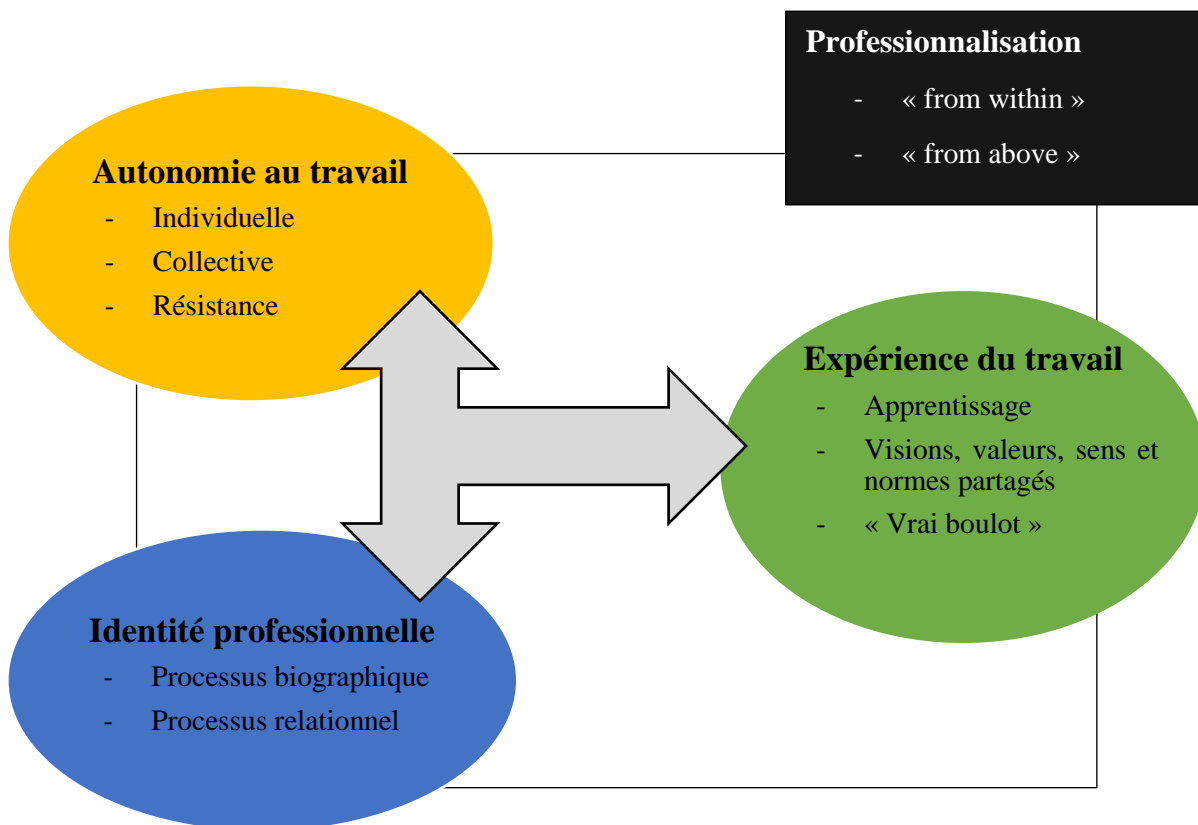 Professionnalisation
- « from within »
- « from above »
Autonomie au travail
- Individuelle
- Collective
- Résistance
Expérience du travail
- Apprentissage
- Visions, valeurs, sens et
normes partagés
- « Vrai boulot »
Identité professionnelle
- Processus biographique
- Processus relationnel